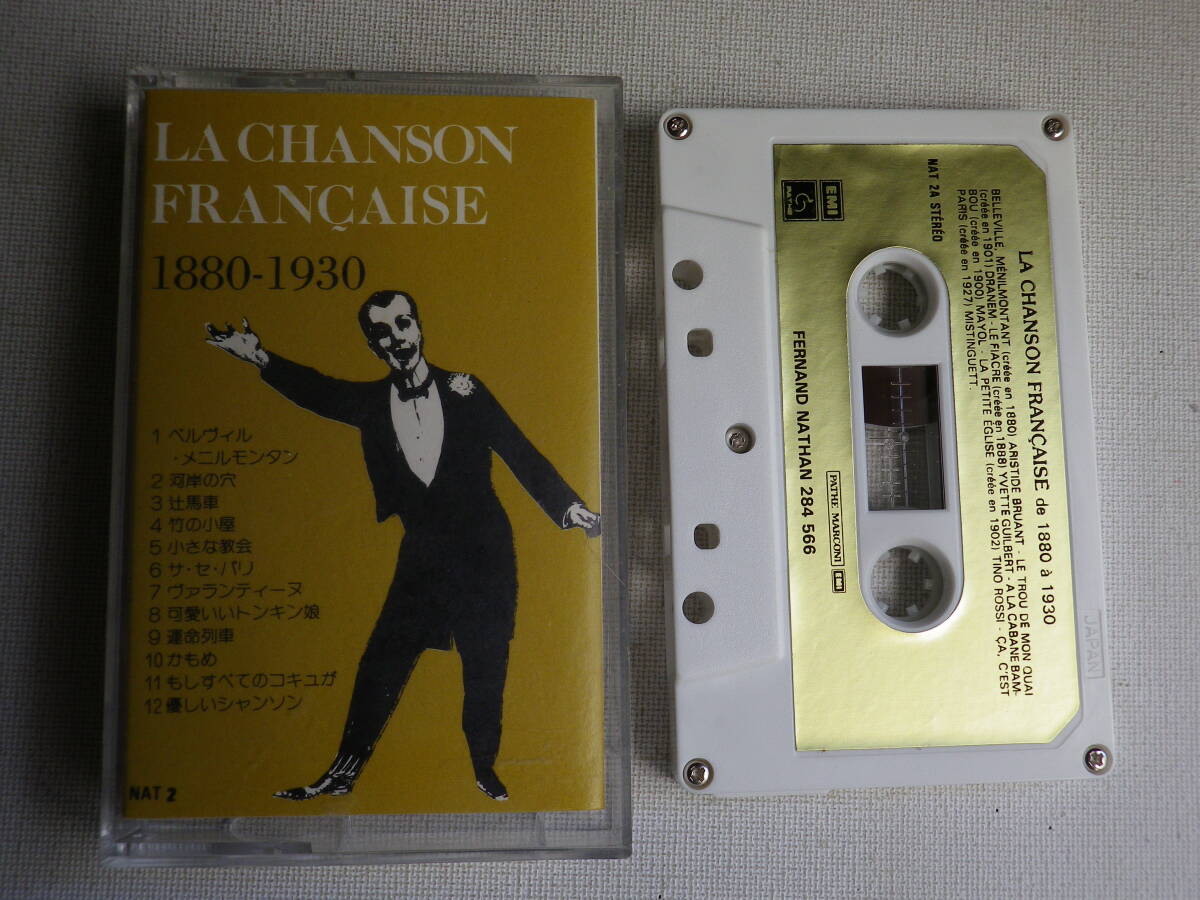 LA CHANSON
FRANÇAISE
1880-1930
1 ベルヴィル
・メニルモンタン
2 河岸の穴
3 辻馬車
4 竹の小屋
5 小さな教会
6 サ・セ・パリ
7 ヴァランティーヌ
8 可愛いいトンキン娘
9 運命列車
10 かもめ
11 もしすべてのコキュが
12 優しいシャンソン
NAT 2
LA CHANSON FRANÇAISE de 1880 à 1930
BELLEVILLE, MÉNILMONTANT (créée en 1880) ARISTIDE BRUANT - LE TROU DE MON QUAI
(créée en 1901) DRANEM - LE FIACRE (créée en 1888) YVETTE GUILBERT - A LA CABANE BAM-
BOU (créée en 1900) MAYOL - LA PETITE ÉGLISE (créée en 1902) TINO ROSSI - ÇA, C'EST
PARIS (créée en 1927) MISTINGUETT.
NAT 2A STÉRÉO
EMI
PATHE
PATHE MARCONI EMI
FERNAND NATHAN 284 566
JAPAN